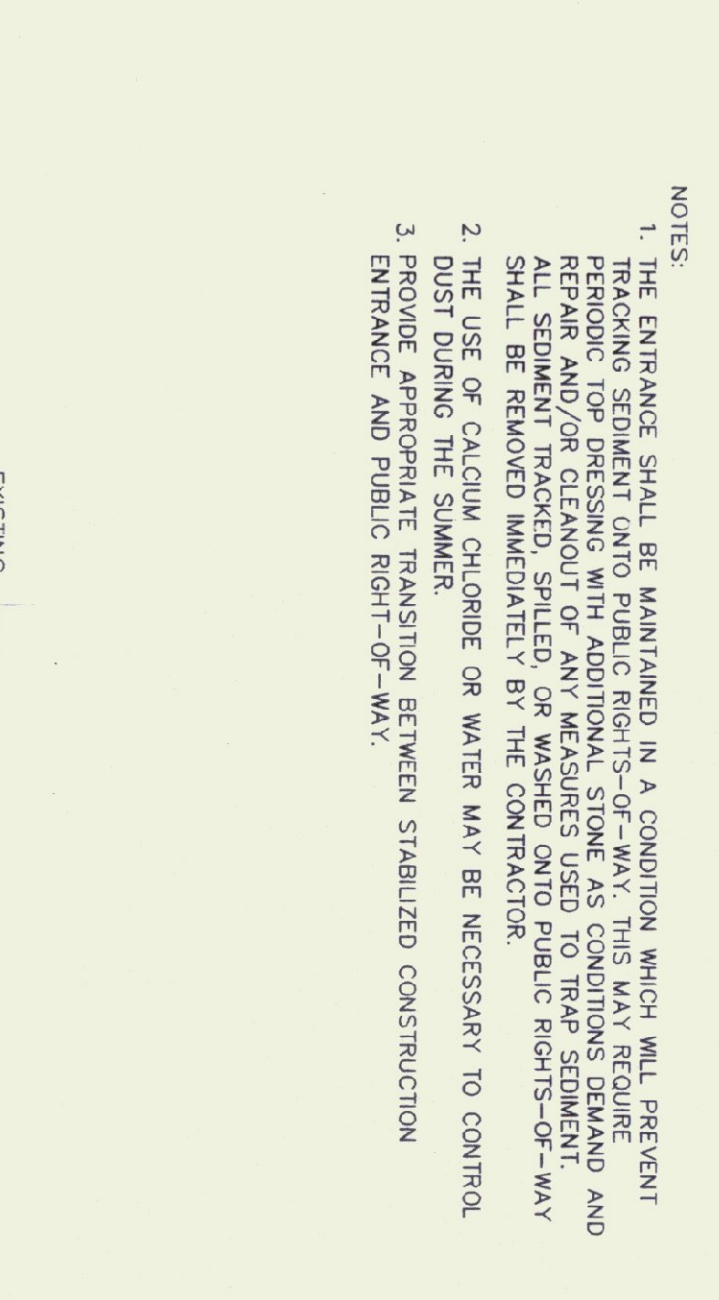 NOTES:
1. THE ENTRANCE SHALL BE MAINTAINED IN A CONDITION WHICH WILL PREVENT
TRACKING SEDIMENT ONTO PUBLIC RIGHTS-OF-WAY. THIS MAY REQUIRE
PERIODIC TOP DRESSING WITH ADDITIONAL STONE AS CONDITIONS DEMAND AND
REPAIR AND/OR CLEANOUT OF ANY MEASURES USED TO TRAP SEDIMENT.
ALL SEDIMENT TRACKED, SPILLED, OR WASHED ONTO PUBLIC RIGHTS-OF-WAY
SHALL BE REMOVED IMMEDIATELY BY THE CONTRACTOR.
2. THE USE OF CALCIUM CHLORIDE OR WATER MAY BE NECESSARY TO CONTROL
DUST DURING THE SUMMER.
3. PROVIDE APPROPRIATE TRANSITION BETWEEN STABILIZED CONSTRUCTION
ENTRANCE AND PUBLIC RIGHT-OF-WAY.